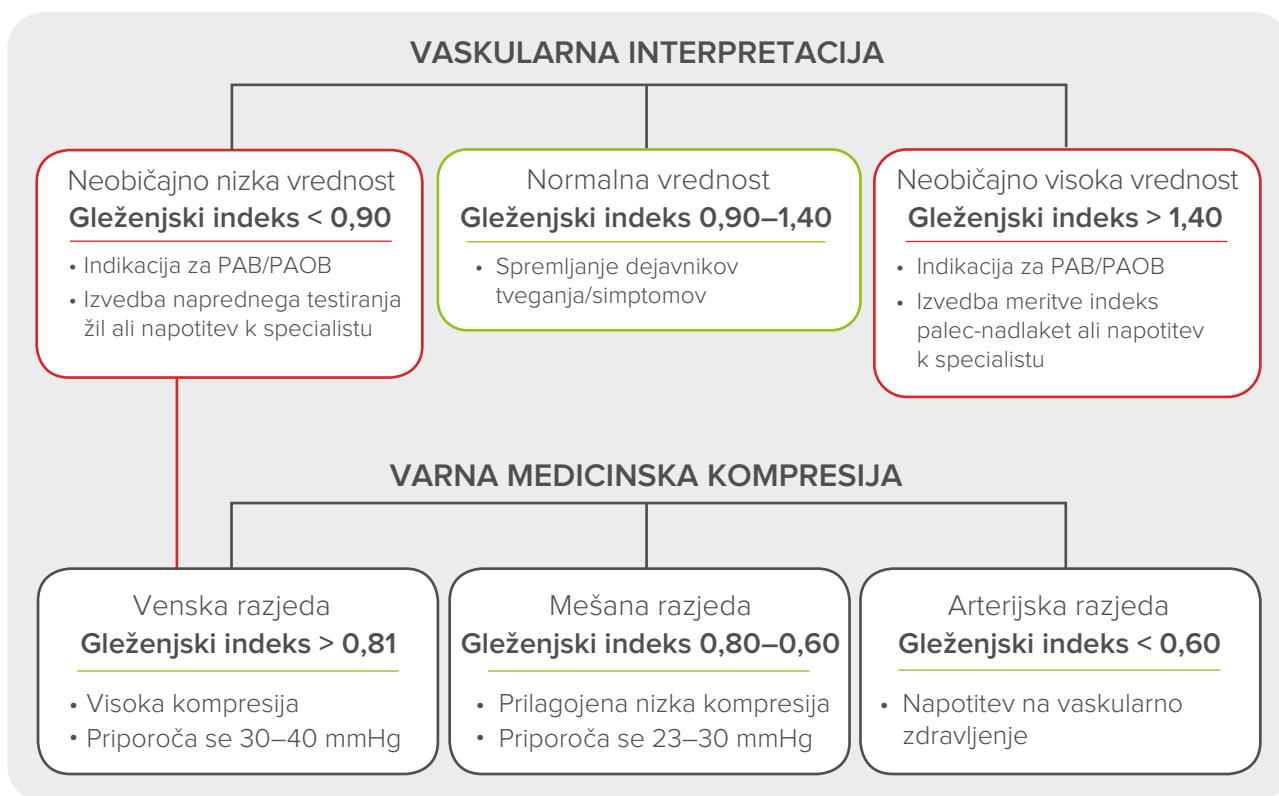 VASKULARNA INTERPRETACIJA
Neobičajno nizka vrednost
Gleženjski indeks < 0,90
• Indikacija za PAB/PAOB
• Izvedba naprednega testiranja
žil ali napotitev k specialistu
Normalna vrednost
Gleženjski indeks 0,90–1,40
• Spremljanje dejavnikov
tveganja/simptomov
Neobičajno visoka vrednost
Gleženjski indeks > 1,40
• Indikacija za PAB/PAOB
• Izvedba meritve indeks
palec-nadlaket ali napotitev
k specialistu
VARNA MEDICINSKA KOMPRESIJA
Venska razjeda
Gleženjski indeks > 0,81
• Visoka kompresija
• Priporoča se 30–40 mmHg
Mešana razjeda
Gleženjski indeks 0,80–0,60
• Prilagojena nizka kompresija
• Priporoča se 23–30 mmHg
Arterijska razjeda
Gleženjski indeks < 0,60
• Napotitev na vaskularno
zdravljenje